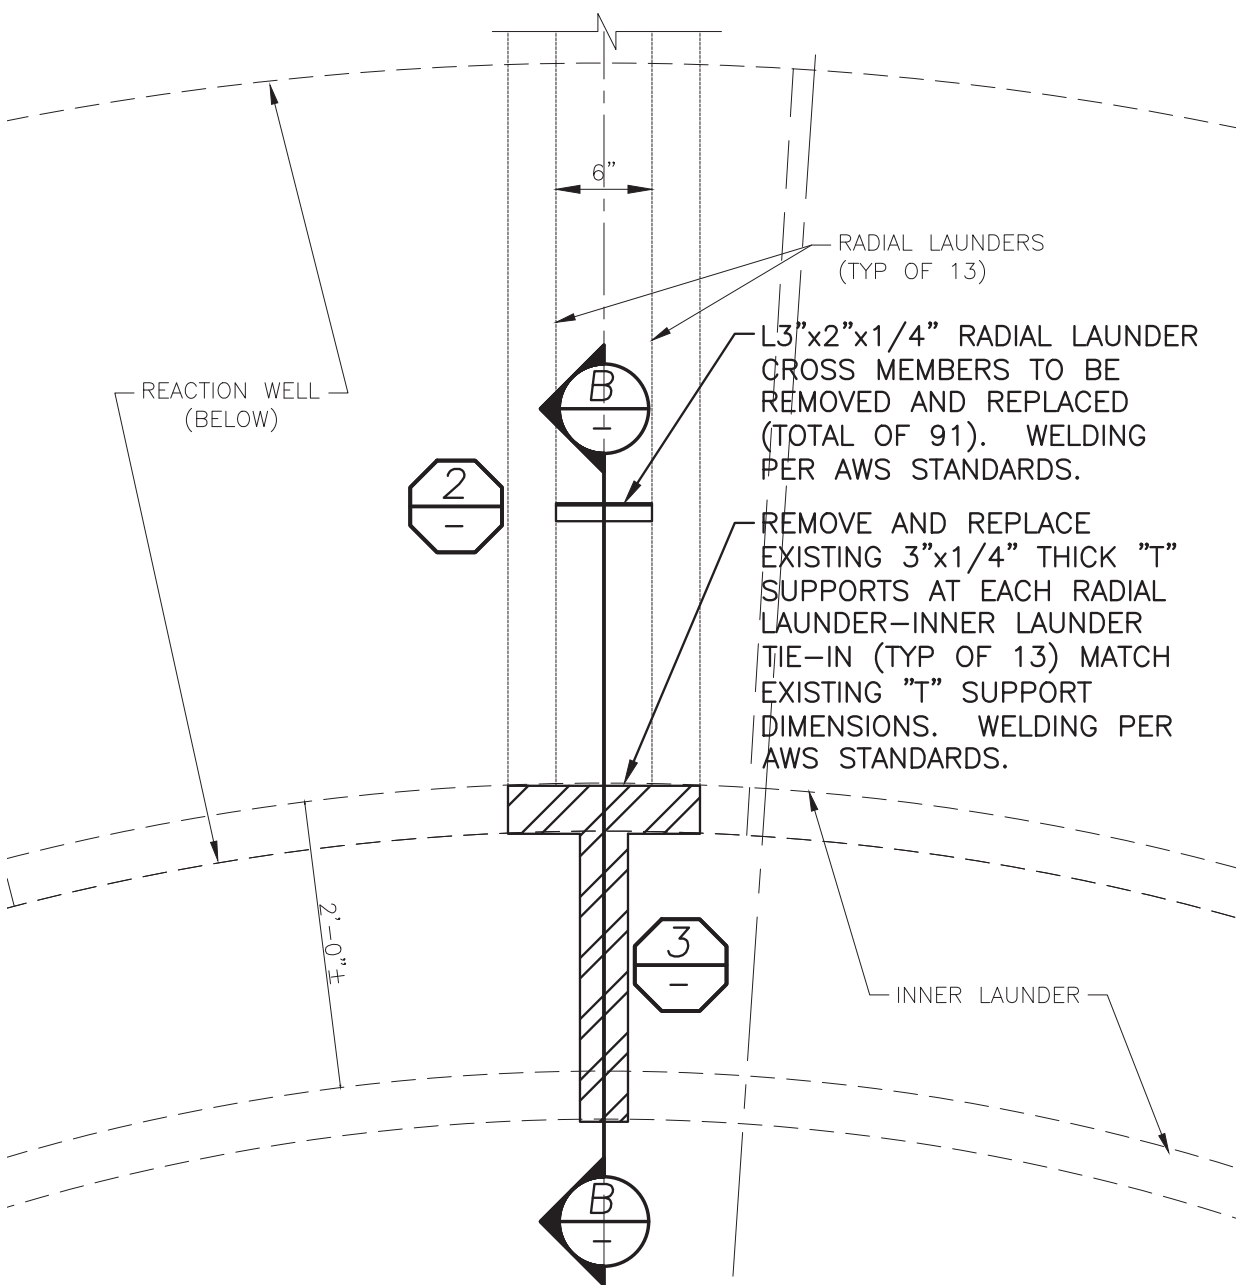 6"
RADIAL LAUNDERS
(TYP OF 13)
L3"x2"x1/4" RADIAL LAUNDER
CROSS MEMBERS TO BE
REMOVED AND REPLACED
(TOTAL OF 91). WELDING
PER AWS STANDARDS.
REACTION WELL
(BELOW)
B
-
2
-
REMOVE AND REPLACE
EXISTING 3"x1/4" THICK "T"
SUPPORTS AT EACH RADIAL
LAUNDER-INNER LAUNDER
TIE-IN (TYP OF 13) MATCH
EXISTING "T" SUPPORT
DIMENSIONS. WELDING PER
AWS STANDARDS.
2'-0"±
3
-
INNER LAUNDER
B
-